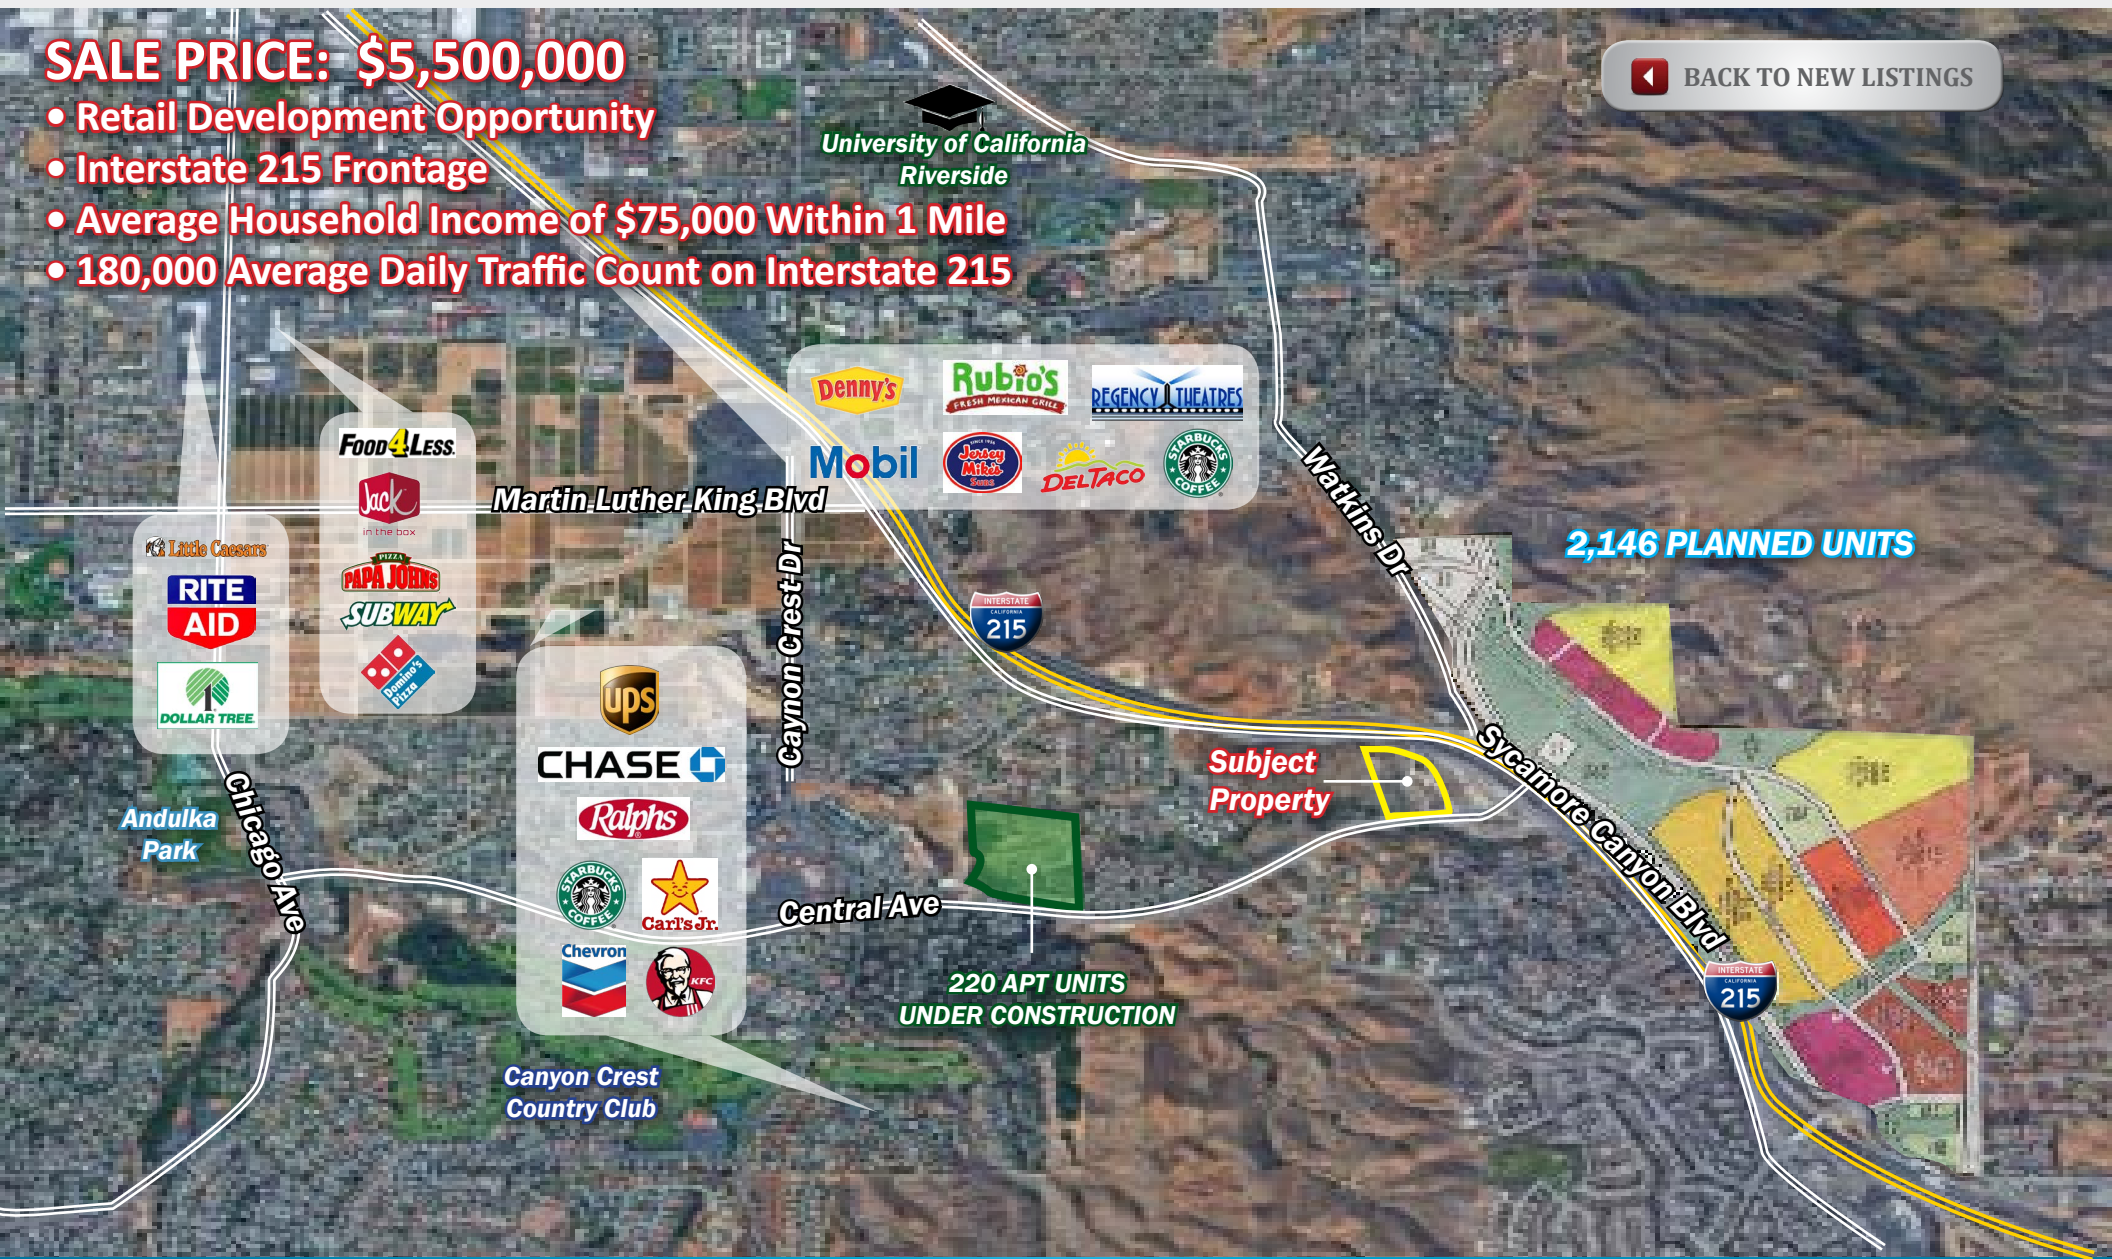 SALE PRICE: $5,500,000
• Retail Development Opportunity
• Interstate 215 Frontage
• Average Household Income of $75,000 Within 1 Mile
• 180,000 Average Daily Traffic Count on Interstate 215
BACK TO NEW LISTINGS
University of California
Riverside
Denny's
Rubio's
FRESH MEXICAN GRILL
REGENCY THEATRES
Mobil
SINCE 1956
Jersey
Mike's
Subs
DEL TACO
STARBUCKS
COFFEE
FOOD 4 LESS
Jack
in the box
PIZZA
PAPA JOHN'S
SUBWAY
Domino's
Pizza
Little Caesars
RITE
AID
DOLLAR TREE
Martin Luther King Blvd
Caynon Crest Dr
Watkins Dr
2,146 PLANNED UNITS
INTERSTATE
CALIFORNIA
215
ups
CHASE
Ralphs
STARBUCKS
COFFEE
Carl's Jr.
Chevron
KFC
Subject
Property
Sycamore Canyon Blvd
Andulka
Park
Chicago Ave
Central Ave
220 APT UNITS
UNDER CONSTRUCTION
INTERSTATE
CALIFORNIA
215
Canyon Crest
Country Club